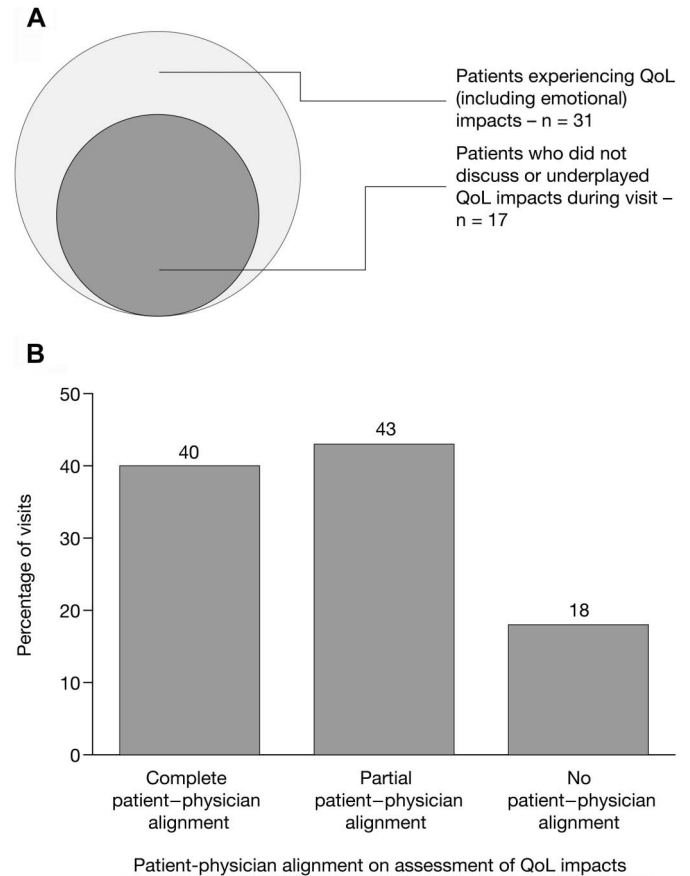 A
Patients experiencing QoL
(including emotional)
impacts – n = 31
Patients who did not
discuss or underplayed
QoL impacts during visit –
n = 17
B
Percentage of visits
50
40
30
20
10
0
40
43
18
Complete
patient–physician
alignment
Partial
patient–physician
alignment
No
patient–physician
alignment
Patient-physician alignment on assessment of QoL impacts